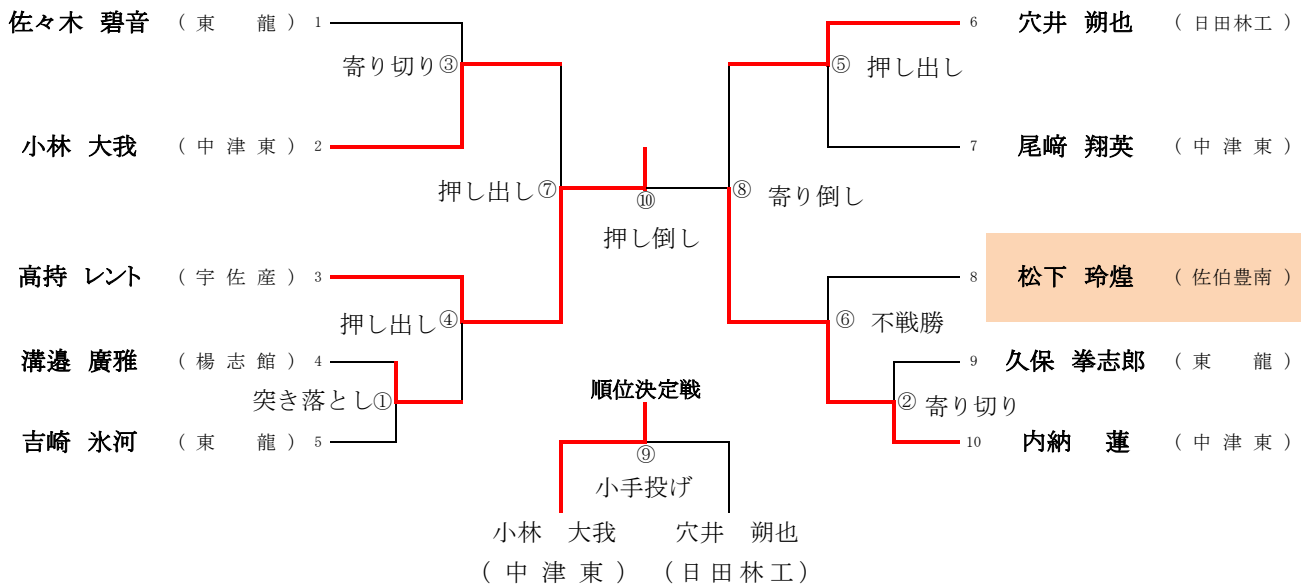 佐々木 碧音 （東　龍） 1
6 穴井 朔也 （日田林工）
寄り切り③
⑤ 押し出し
小林 大我 （中津東） 2
7 尾﨑 翔英 （中津東）
押し出し⑦
⑧ 寄り倒し
⑩
押し倒し
高持 レント （宇佐産） 3
8 松下 玲煌 （佐伯豊南）
押し出し④
⑥ 不戦勝
溝邉 廣雅 （楊志館） 4
9 久保 拳志郎 （東　龍）
突き落とし①
② 寄り切り
順位決定戦
吉崎 氷河 （東　龍） 5
10 内納　蓮 （中津東）
⑨
小手投げ
小林　大我　穴井　朔也
（中津東）（日田林工）